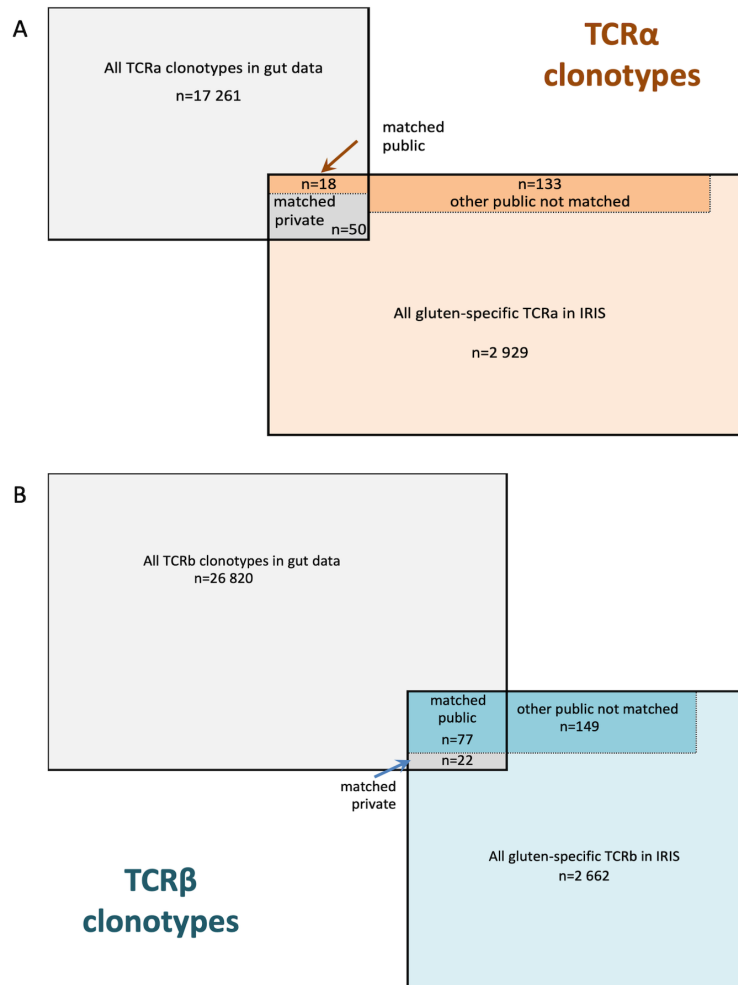 A
All TCRa clonotypes in gut data
n=17 261
TCRα
clonotypes
matched
public
n=18
n=133
matched
private
other public not matched
n=50
All gluten-specific TCRa in IRIS
n=2 929
B
All TCRb clonotypes in gut data
n=26 820
matched
public
other public not matched
n=149
n=77
n=22
matched
private
All gluten-specific TCRb in IRIS
n=2 662
TCRβ
clonotypes